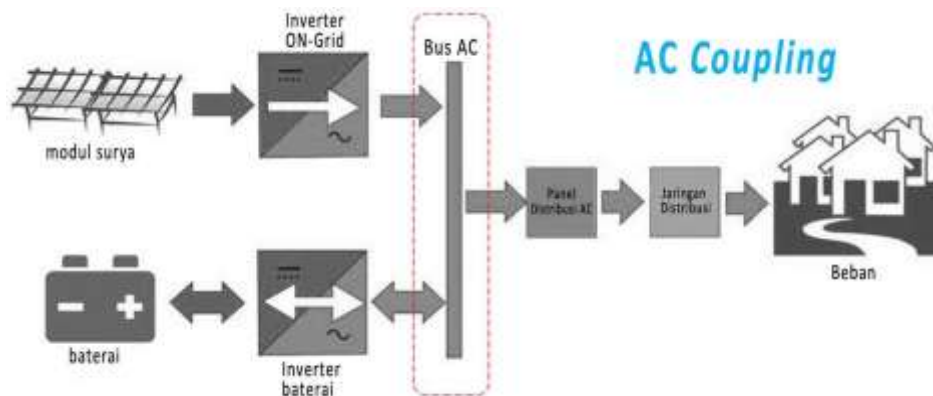 Inverter
ON-Grid
Bus AC
AC Coupling
modul surya
Panel
Distribusi AC
Jaringan
Distribusi
Beban
baterai
Inverter
baterai